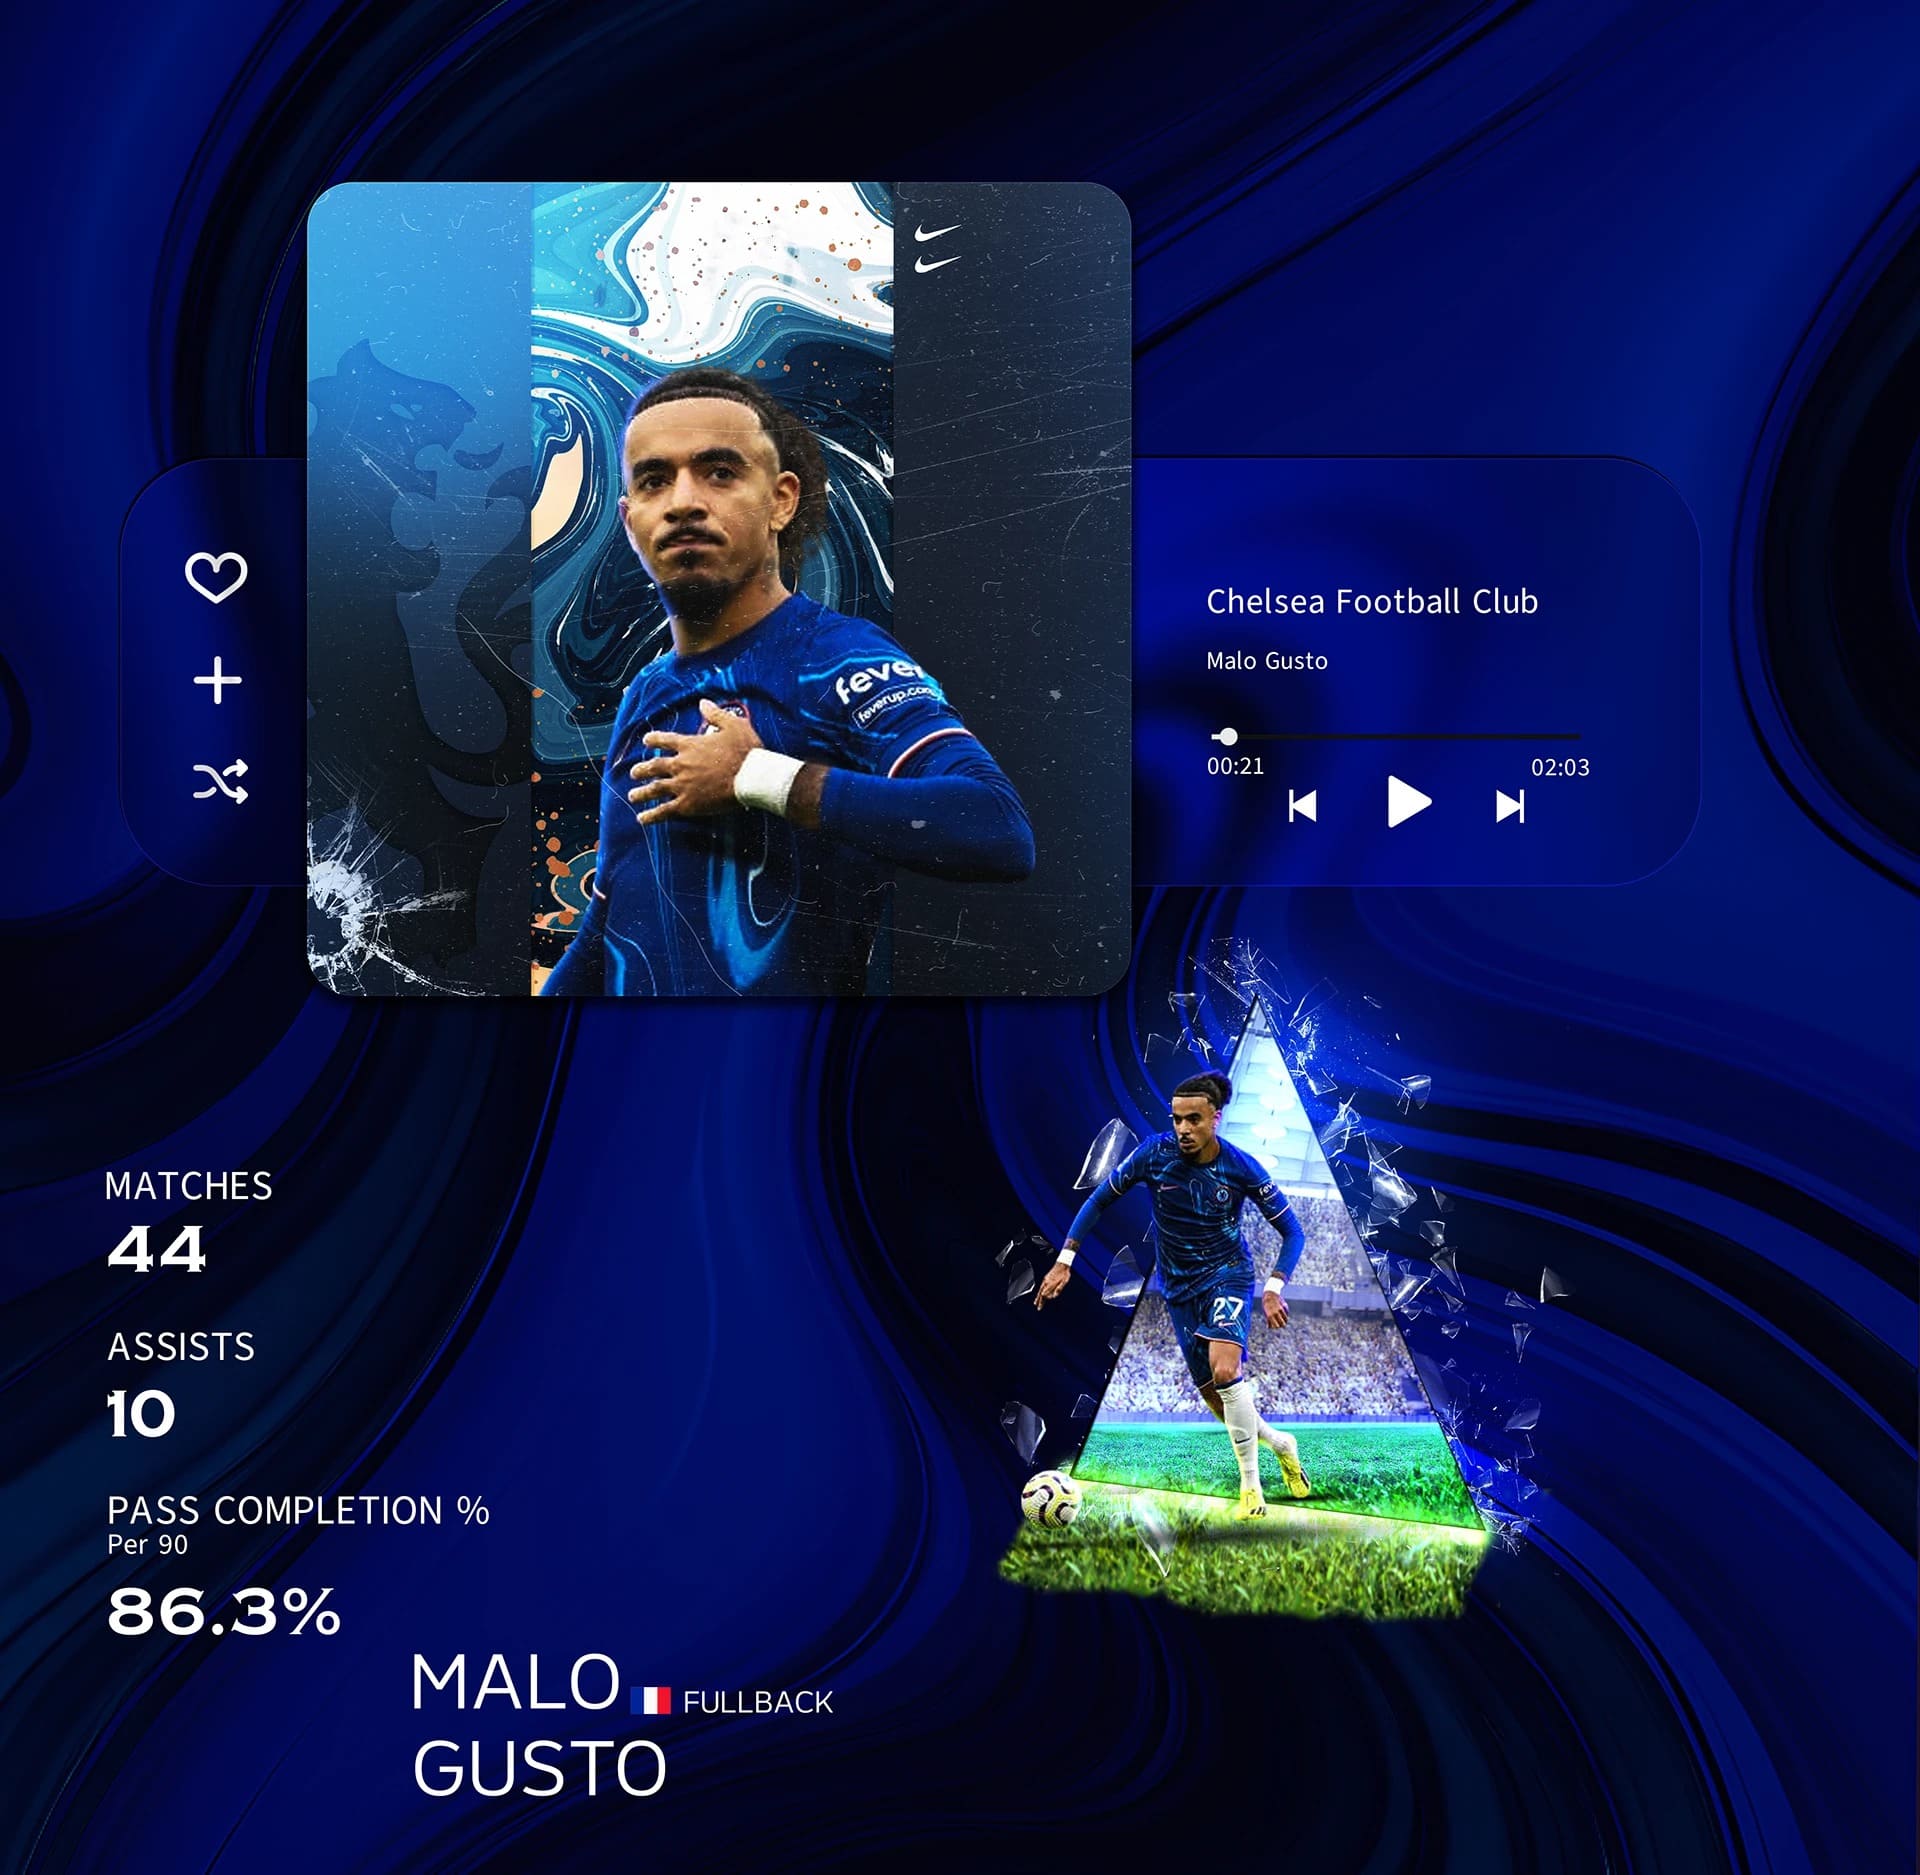 fever
feverup.com
Chelsea Football Club
Malo Gusto
00:21
02:03
27
MATCHES
44
ASSISTS
10
PASS COMPLETION %
Per 90
86.3%
MALO
FULLBACK
GUSTO